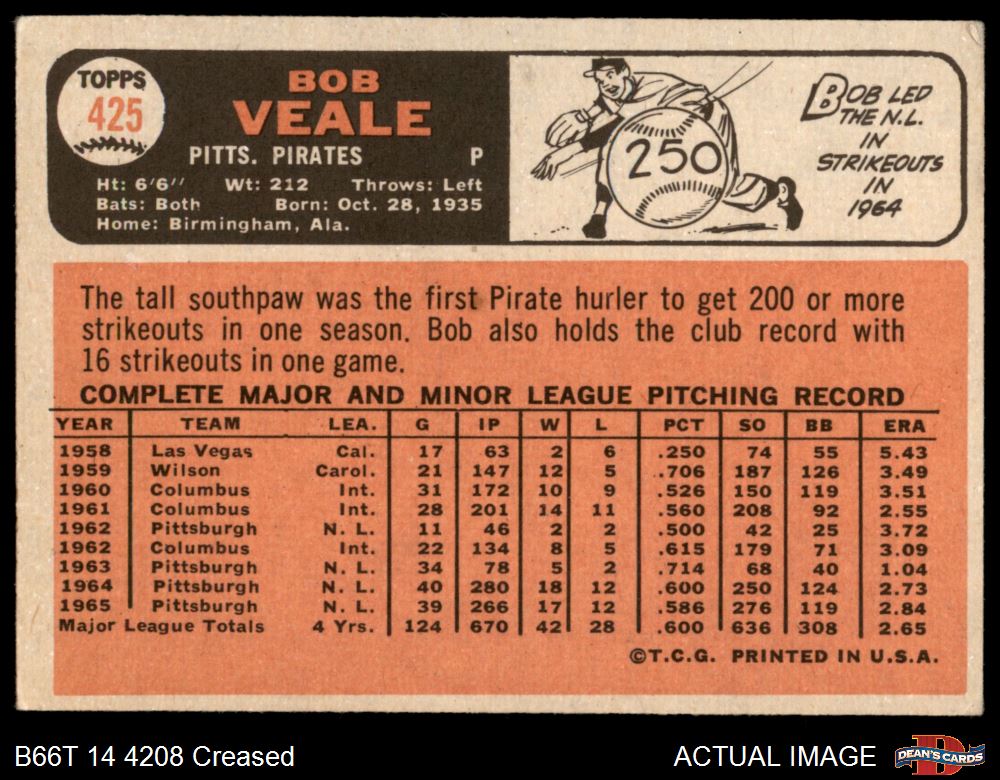 TOPPS
425
BOB
VEALE
PITTS. PIRATES P
Ht: 6'6" Wt: 212 Throws: Left
Bats: Both Born: Oct. 28, 1935
Home: Birmingham, Ala.
250
BOB LED
THE N.L.
IN
STRIKEOUTS
IN
1964
The tall southpaw was the first Pirate hurler to get 200 or more
strikeouts in one season. Bob also holds the club record with
16 strikeouts in one game.
COMPLETE MAJOR AND MINOR LEAGUE PITCHING RECORD
YEAR TEAM LEA. G IP W L PCT SO BB ERA
1958 Las Vegas Cal. 17 63 2 6 .250 74 55 5.43
1959 Wilson Carol. 21 147 12 5 .706 187 126 3.49
1960 Columbus Int. 31 172 10 9 .526 150 119 3.51
1961 Columbus Int. 28 201 14 11 .560 208 92 2.55
1962 Pittsburgh N. L. 11 46 2 2 .500 42 25 3.72
1962 Columbus Int. 22 134 8 5 .615 179 71 3.09
1963 Pittsburgh N. L. 34 78 5 2 .714 68 40 1.04
1964 Pittsburgh N. L. 40 280 18 12 .600 250 124 2.73
1965 Pittsburgh N. L. 39 266 17 12 .586 276 119 2.84
Major League Totals 4 Yrs. 124 670 42 28 .600 636 308 2.65
©T.C.G. PRINTED IN U.S.A.
B66T 14 4208 Creased
ACTUAL IMAGE
D
DEAN'S CARDS